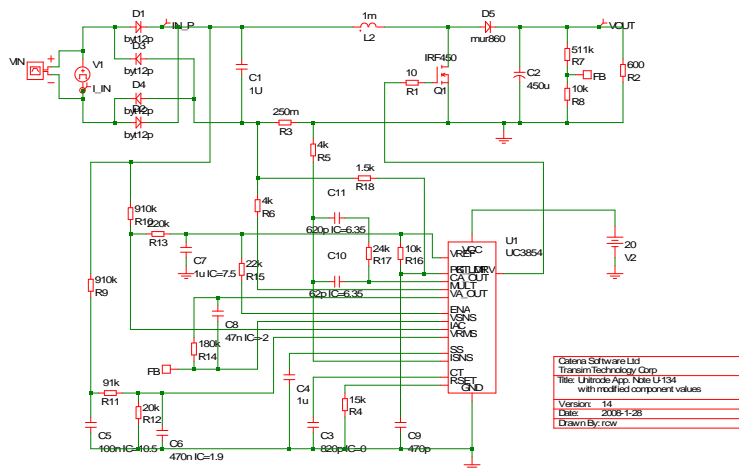 D1
byt12p
IN_P
D3
byt12p
D4
D2
byt12p
VIN
V1
I_IN
C1
1U
1m
L2
D5
mur860
VOUT
IRF450
Q1
10
R1
C2
450u
511k
R7
FB
10k
R8
600
R2
250m
R3
4k
R5
1.5k
R18
4k
R6
C11
620p IC=6.35
910k
R10
220k
R13
C7
1u IC=7.5
22k
R15
C10
62p IC=6.35
24k
R17
10k
R16
910k
R9
U1
UC3854
VCC
VREF
PKLMT
GT_DRV
CA_OUT
MULT
VA_OUT
ENA
VSNS
IAC
VRMS
SS
ISNS
CT
RSET
GND
20
V2
C8
47n IC=-2
180k
R14
FB
91k
R11
20k
R12
C5
100n IC=10.5
C6
470n IC=1.9
C4
1u
C3
820p IC=0
15k
R4
C9
470p
Catena Software Ltd
Transim Technology Corp
Title: Unitrode App. Note U-134
with modified component values
Version: 14
Date: 2008-1-28
Drawn By: rcw